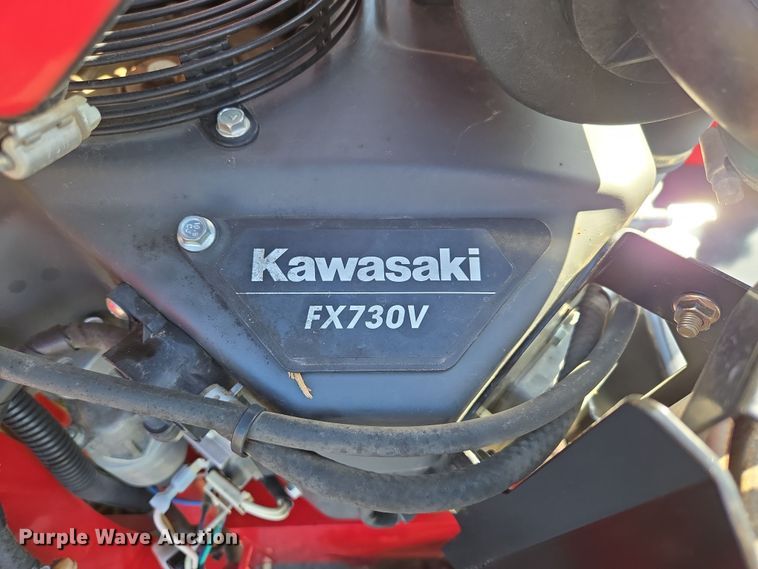 Kawasaki
FX730V
Purple Wave Auction